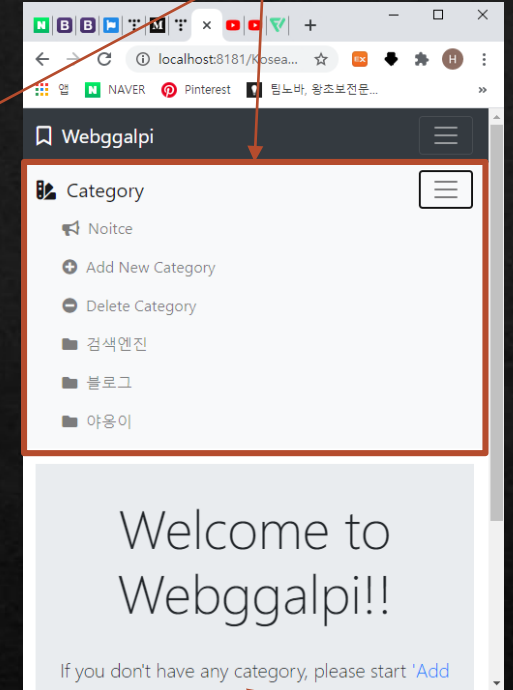 localhost:8181/Kosea...
EX
H
앱
NAVER
Pinterest
팀노바, 왕초보전문...
Webggalpi
Category
Noitce
Add New Category
Delete Category
검색엔진
블로그
야옹이
Welcome to
Webggalpi!!
If you don't have any category, please start 'Add